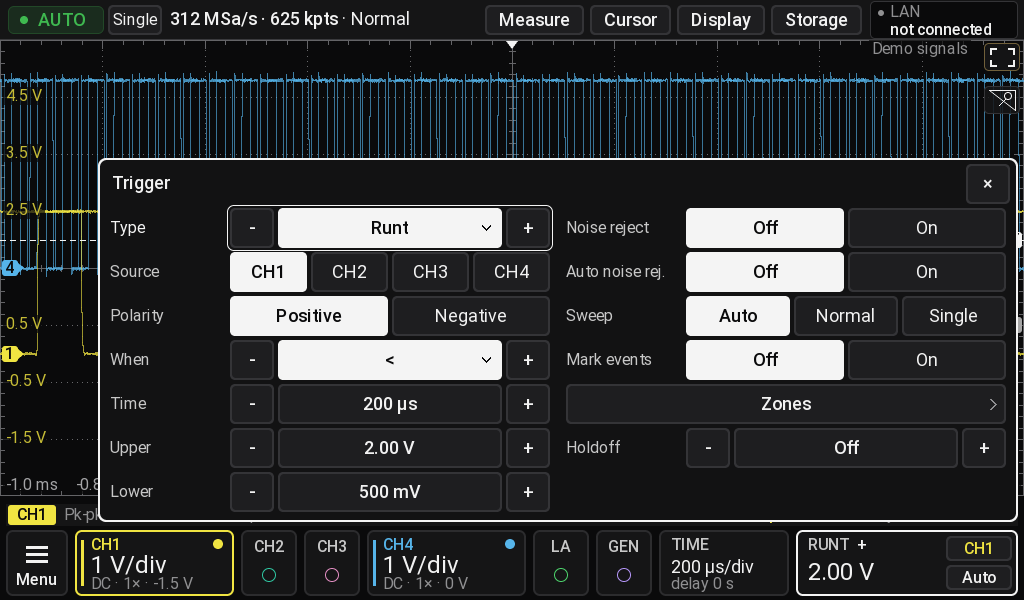 AUTO Single 312 MSa/s · 625 kpts · Normal Measure Cursor Display Storage LAN
not connected
Demo signals
4.5 V
3.5 V
Trigger ×
2.5 V
Type - Runt + Noise reject Off On
4
Source CH1 CH2 CH3 CH4 Auto noise rej. Off On
0.5 V
Polarity Positive Negative Sweep Auto Normal Single
1
When - < + Mark events Off On
-0.5 V
Time - 200 µs + Zones
-1.5 V
Upper - 2.00 V + Holdoff - Off +
-1.0 ms
Lower - 500 mV +
CH1
Menu
CH1
1 V/div
DC · 1× · -1.5 V
CH2
CH3
CH4
1 V/div
DC · 1× · 0 V
LA
GEN
TIME
200 µs/div
delay 0 s
RUNT +
2.00 V
CH1
Auto